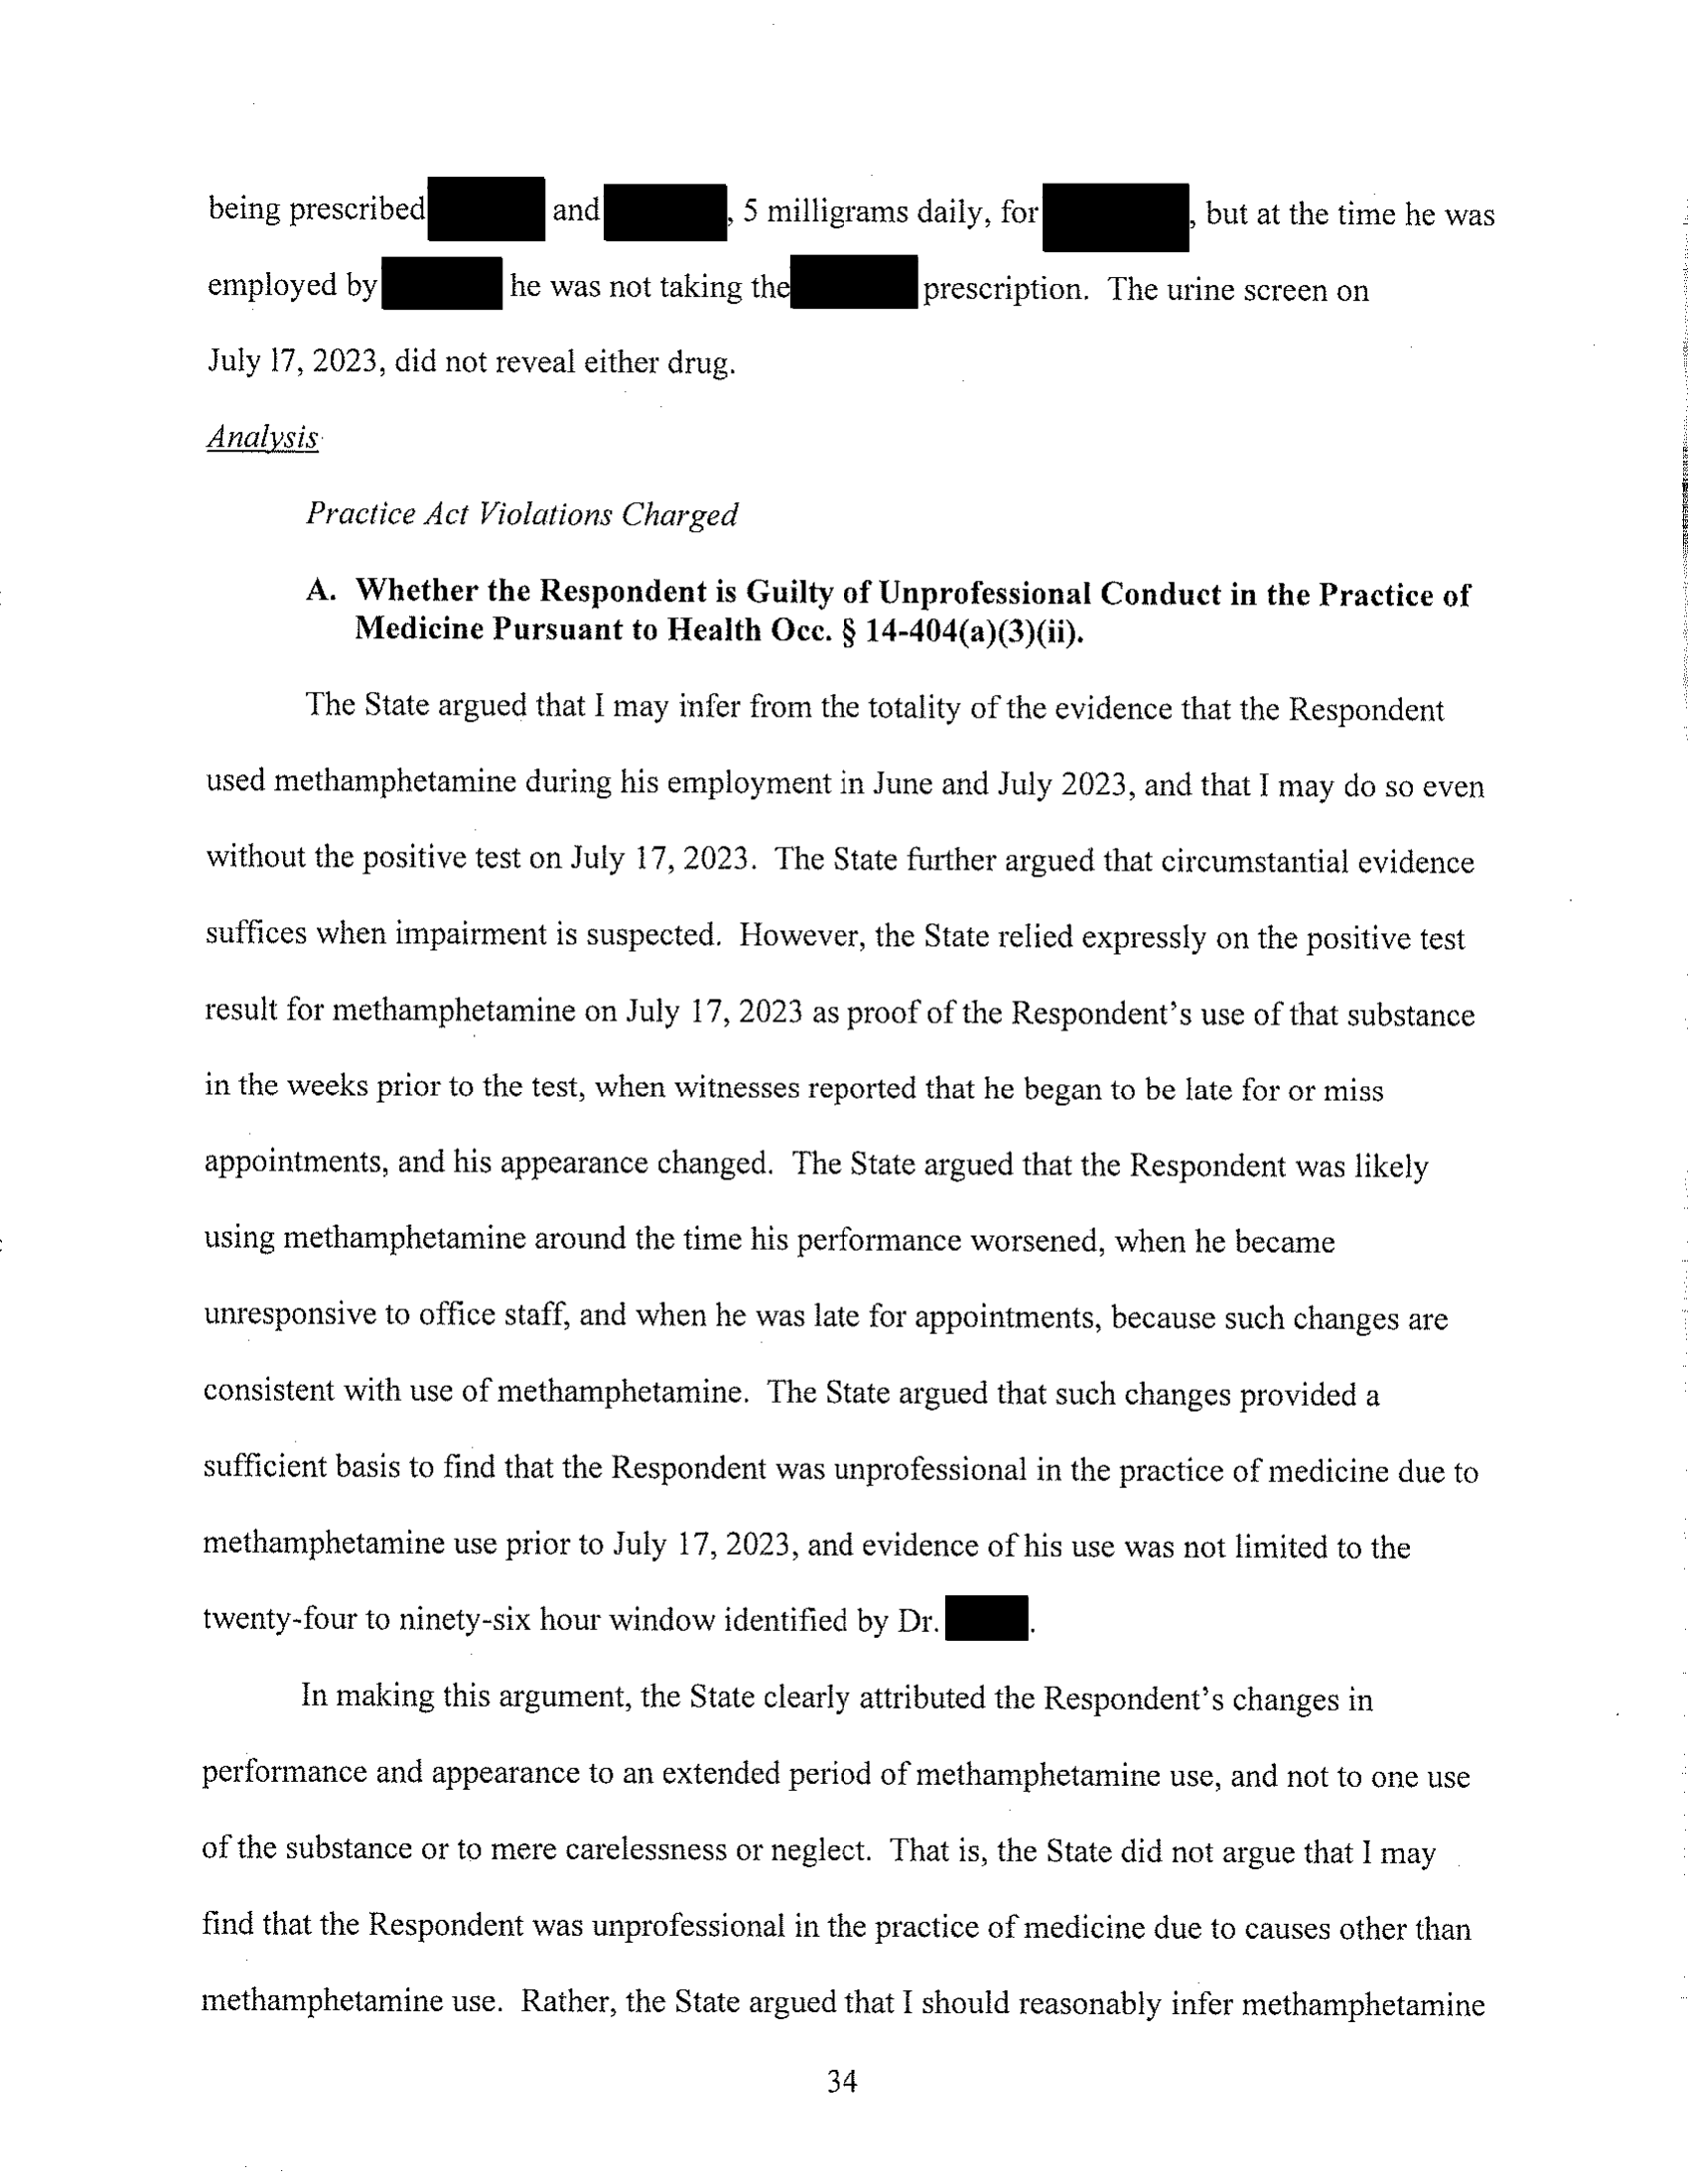 being prescribed and , 5 milligrams daily, for , but at the time he was
employed by he was not taking the prescription. The urine screen on
July 17, 2023, did not reveal either drug.
Analysis
Practice Act Violations Charged
A. Whether the Respondent is Guilty of Unprofessional Conduct in the Practice of
Medicine Pursuant to Health Occ. § 14-404(a)(3)(ii).
The State argued that I may infer from the totality of the evidence that the Respondent
used methamphetamine during his employment in June and July 2023, and that I may do so even
without the positive test on July 17, 2023. The State further argued that circumstantial evidence
suffices when impairment is suspected. However, the State relied expressly on the positive test
result for methamphetamine on July 17, 2023 as proof of the Respondent's use of that substance
in the weeks prior to the test, when witnesses reported that he began to be late for or miss
appointments, and his appearance changed. The State argued that the Respondent was likely
using methamphetamine around the time his performance worsened, when he became
unresponsive to office staff, and when he was late for appointments, because such changes are
consistent with use of methamphetamine. The State argued that such changes provided a
sufficient basis to find that the Respondent was unprofessional in the practice of medicine due to
methamphetamine use prior to July 17, 2023, and evidence of his use was not limited to the
twenty-four to ninety-six hour window identified by Dr. .
In making this argument, the State clearly attributed the Respondent's changes in
performance and appearance to an extended period of methamphetamine use, and not to one use
of the substance or to mere carelessness or neglect. That is, the State did not argue that I may
find that the Respondent was unprofessional in the practice of medicine due to causes other than
methamphetamine use. Rather, the State argued that I should reasonably infer methamphetamine
34